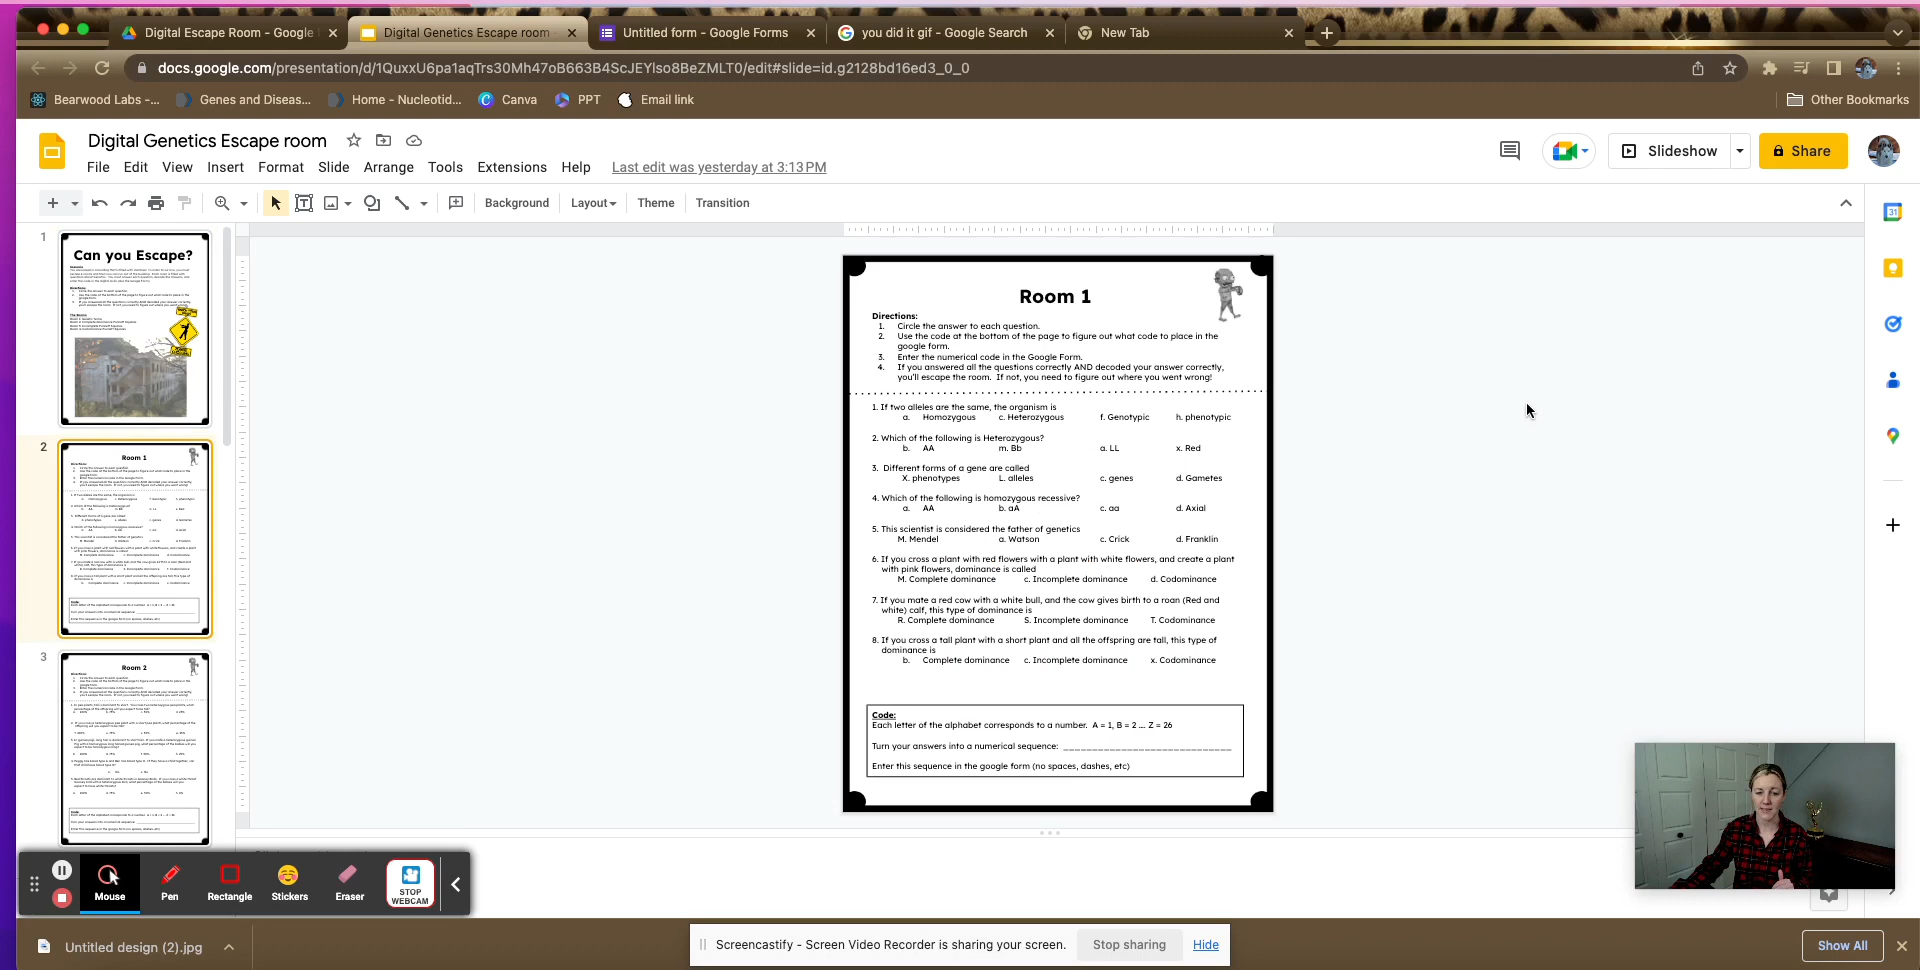 Digital Escape Room - Google
Digital Genetics Escape room
Untitled form - Google Forms
you did it gif - Google Search
New Tab
docs.google.com/presentation/d/1QuxxU6pa1aqTrs30Mh47oB663B4ScJEYlso8BeZMLT0/edit#slide=id.g2128bd16ed3_0_0
Bearwood Labs -...
Genes and Diseas...
Home - Nucleotid...
Canva
PPT
Email link
Other Bookmarks
Digital Genetics Escape room
File Edit View Insert Format Slide Arrange Tools Extensions Help Last edit was yesterday at 3:13 PM
Slideshow
Share
Background Layout Theme Transition
31
1
Can you Escape?
2
Room 1
3
Room 2
Room 1
Directions:
1. Circle the answer to each question.
2. Use the code at the bottom of the page to figure out what code to place in the
google form.
3. Enter the numerical code in the Google Form.
4. If you answered all the questions correctly AND decoded your answer correctly,
you'll escape the room. If not, you need to figure out where you went wrong!
1. If two alleles are the same, the organism is
a. Homozygous c. Heterozygous f. Genotypic h. phenotypic
2. Which of the following is Heterozygous?
b. AA m. Bb a. LL x. Red
3. Different forms of a gene are called
X. phenotypes L. alleles c. genes d. Gametes
4. Which of the following is homozygous recessive?
a. AA b. aA c. aa d. Axial
5. This scientist is considered the father of genetics
M. Mendel a. Watson c. Crick d. Franklin
6. If you cross a plant with red flowers with a plant with white flowers, and create a plant
with pink flowers, dominance is called
M. Complete dominance c. Incomplete dominance d. Codominance
7. If you mate a red cow with a white bull, and the cow gives birth to a roan (Red and
white) calf, this type of dominance is
R. Complete dominance S. Incomplete dominance T. Codominance
8. If you cross a tall plant with a short plant and all the offspring are tall, this type of
dominance is
b. Complete dominance c. Incomplete dominance x. Codominance
Code:
Each letter of the alphabet corresponds to a number. A = 1, B = 2 ... Z = 26
Turn your answers into a numerical sequence: ______________________________
Enter this sequence in the google form (no spaces, dashes, etc)
Mouse
Pen
Rectangle
Stickers
Eraser
STOP
WEBCAM
Untitled design (2).jpg
Screencastify - Screen Video Recorder is sharing your screen.
Stop sharing
Hide
Show All